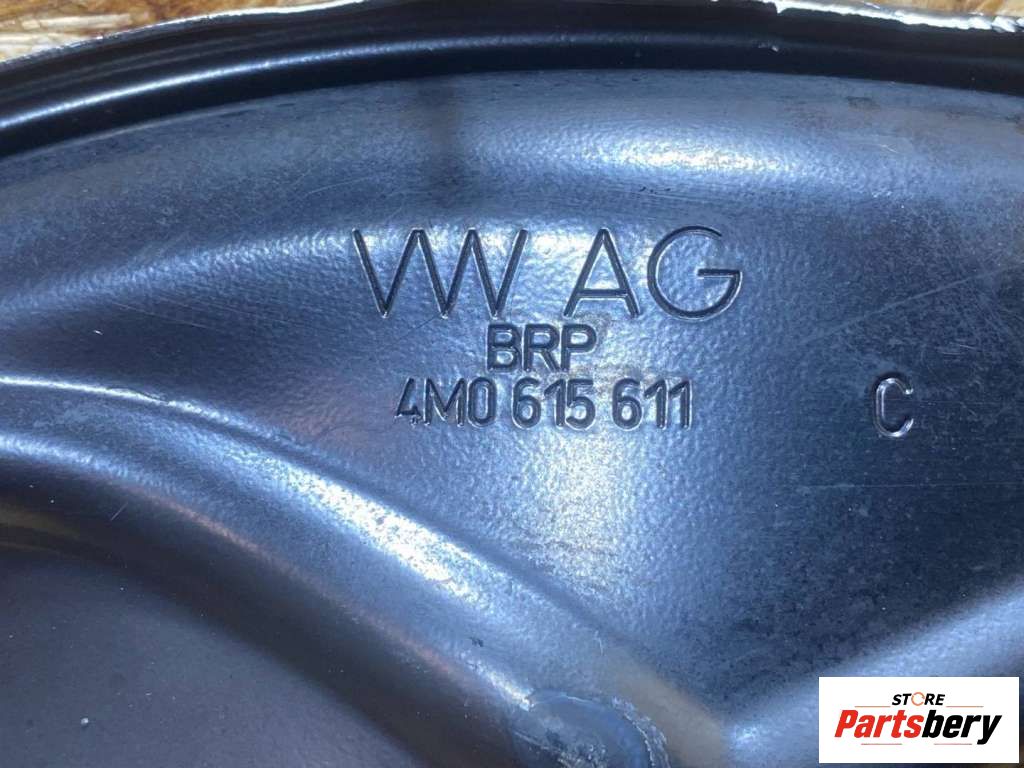 VW AG
BRP
4M0 615 611 C
STORE
Partsbery